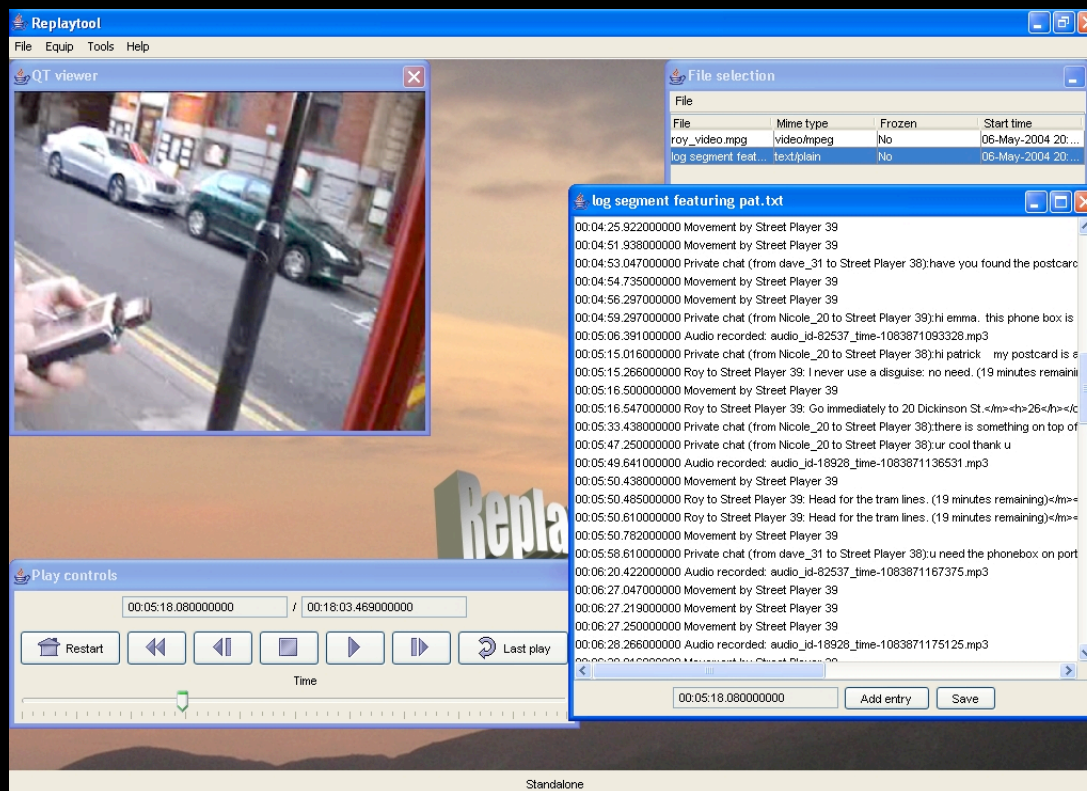 Replaytool
File Equip Tools Help
QT viewer
File selection
File
File Mime type Frozen Start time
roy_video.mpg video/mpeg No 06-May-2004 20:...
log segment feat... text/plain No 06-May-2004 20:...
log segment featuring pat.txt
00:04:25.922000000 Movement by Street Player 39
00:04:51.938000000 Movement by Street Player 39
00:04:53.047000000 Private chat (from dave_31 to Street Player 38):have you found the postcard
00:04:54.735000000 Movement by Street Player 39
00:04:56.297000000 Movement by Street Player 39
00:04:59.297000000 Private chat (from Nicole_20 to Street Player 39):hi emma. this phone box is
00:05:06.391000000 Audio recorded: audio_id-82537_time-1083871093328.mp3
00:05:15.016000000 Private chat (from Nicole_20 to Street Player 38):hi patrick my postcard is a
00:05:15.266000000 Roy to Street Player 39: I never use a disguise: no need. (19 minutes remaini
00:05:16.500000000 Movement by Street Player 39
00:05:16.547000000 Roy to Street Player 39: Go immediately to 20 Dickinson St.</m><h>26</h></c
00:05:33.438000000 Private chat (from Nicole_20 to Street Player 38):there is something on top of
00:05:47.250000000 Private chat (from Nicole_20 to Street Player 38):ur cool thank u
00:05:49.641000000 Audio recorded: audio_id-18928_time-1083871136531.mp3
00:05:50.438000000 Movement by Street Player 39
00:05:50.485000000 Roy to Street Player 39: Head for the tram lines. (19 minutes remaining)</m><
00:05:50.610000000 Roy to Street Player 39: Head for the tram lines. (19 minutes remaining)</m><
00:05:50.782000000 Movement by Street Player 39
00:05:58.610000000 Private chat (from dave_31 to Street Player 38):u need the phonebox on port
00:06:20.422000000 Audio recorded: audio_id-82537_time-1083871167375.mp3
00:06:27.047000000 Movement by Street Player 39
00:06:27.219000000 Movement by Street Player 39
00:06:27.250000000 Movement by Street Player 39
00:06:28.266000000 Audio recorded: audio_id-18928_time-1083871175125.mp3
00:05:18.080000000 Add entry Save
Repla
Play controls
00:05:18.080000000 / 00:18:03.469000000
Restart Last play
Time
Standalone